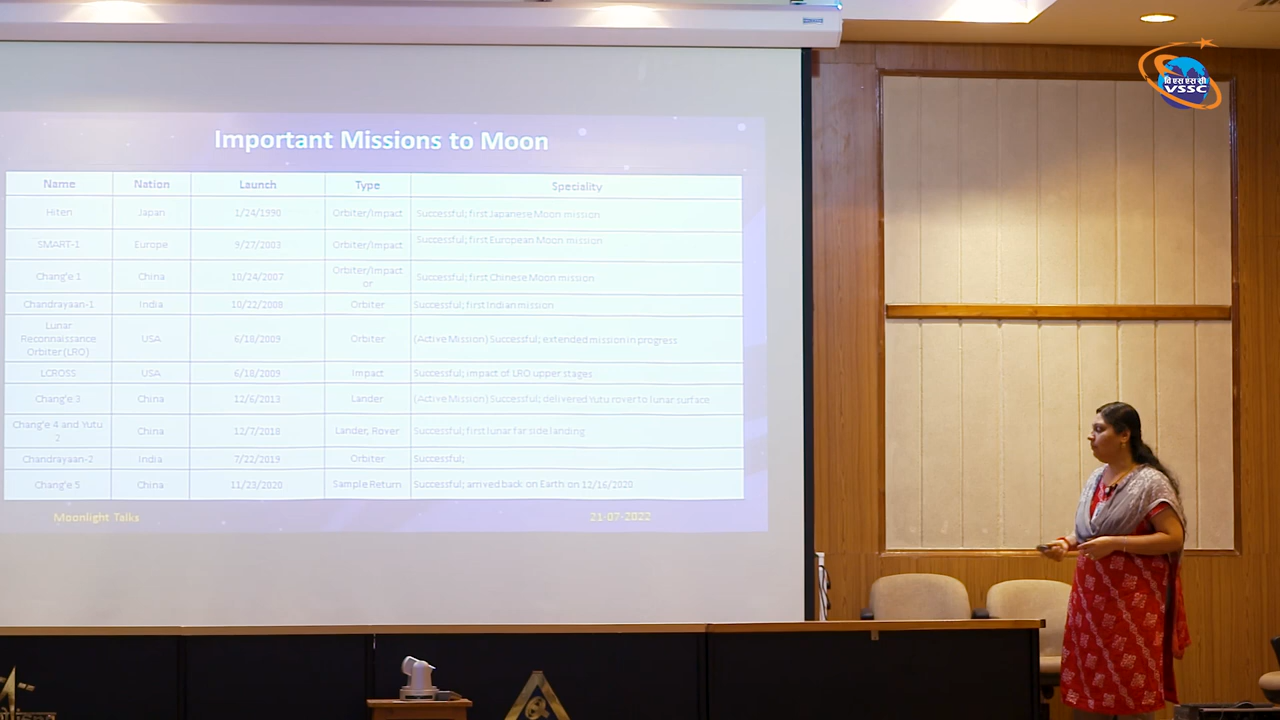 वि एस एस सी
VSSC
Important Missions to Moon
Name Nation Launch Type Speciality
Hiten Japan 1/24/1990 Orbiter/Impact Successful; first Japanese Moon mission
SMART-1 Europe 9/27/2003 Orbiter/Impact Successful; first European Moon mission
Chang'e 1 China 10/24/2007 Orbiter/Impact or Successful; first Chinese Moon mission
Chandrayaan-1 India 10/22/2008 Orbiter Successful; first Indian mission
Lunar Reconnaissance Orbiter (LRO) USA 6/18/2009 Orbiter (Active Mission) Successful; extended mission in progress
LCROSS USA 6/18/2009 Impact Successful; impact of LRO upper stages
Chang'e 3 China 12/6/2013 Lander (Active Mission) Successful; delivered Yutu rover to lunar surface
Chang'e 4 and Yutu 2 China 12/7/2018 Lander, Rover Successful; first lunar far side landing
Chandrayaan-2 India 7/22/2019 Orbiter Successful;
Chang'e 5 China 11/23/2020 Sample Return Successful; arrived back on Earth on 12/16/2020
Moonlight Talks 21-07-2022